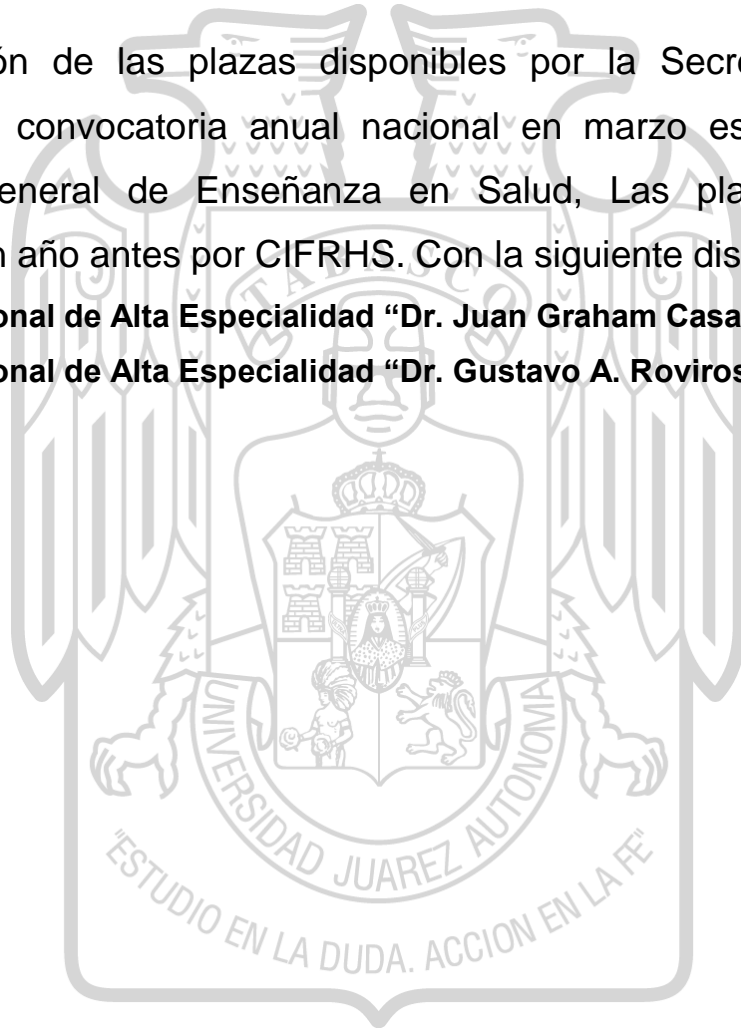 ón de las plazas disponibles por la Secre
convocatoria anual nacional en marzo es
eneral de Enseñanza en Salud, Las pla
n año antes por CIFRHS. Con la siguiente dis
onal de Alta Especialidad “Dr. Juan Graham Casa
onal de Alta Especialidad “Dr. Gustavo A. Roviros
TABASCO
UNIVERSIDAD JUAREZ AUTONOMA
"ESTUDIO EN LA DUDA. ACCION EN LA FE"